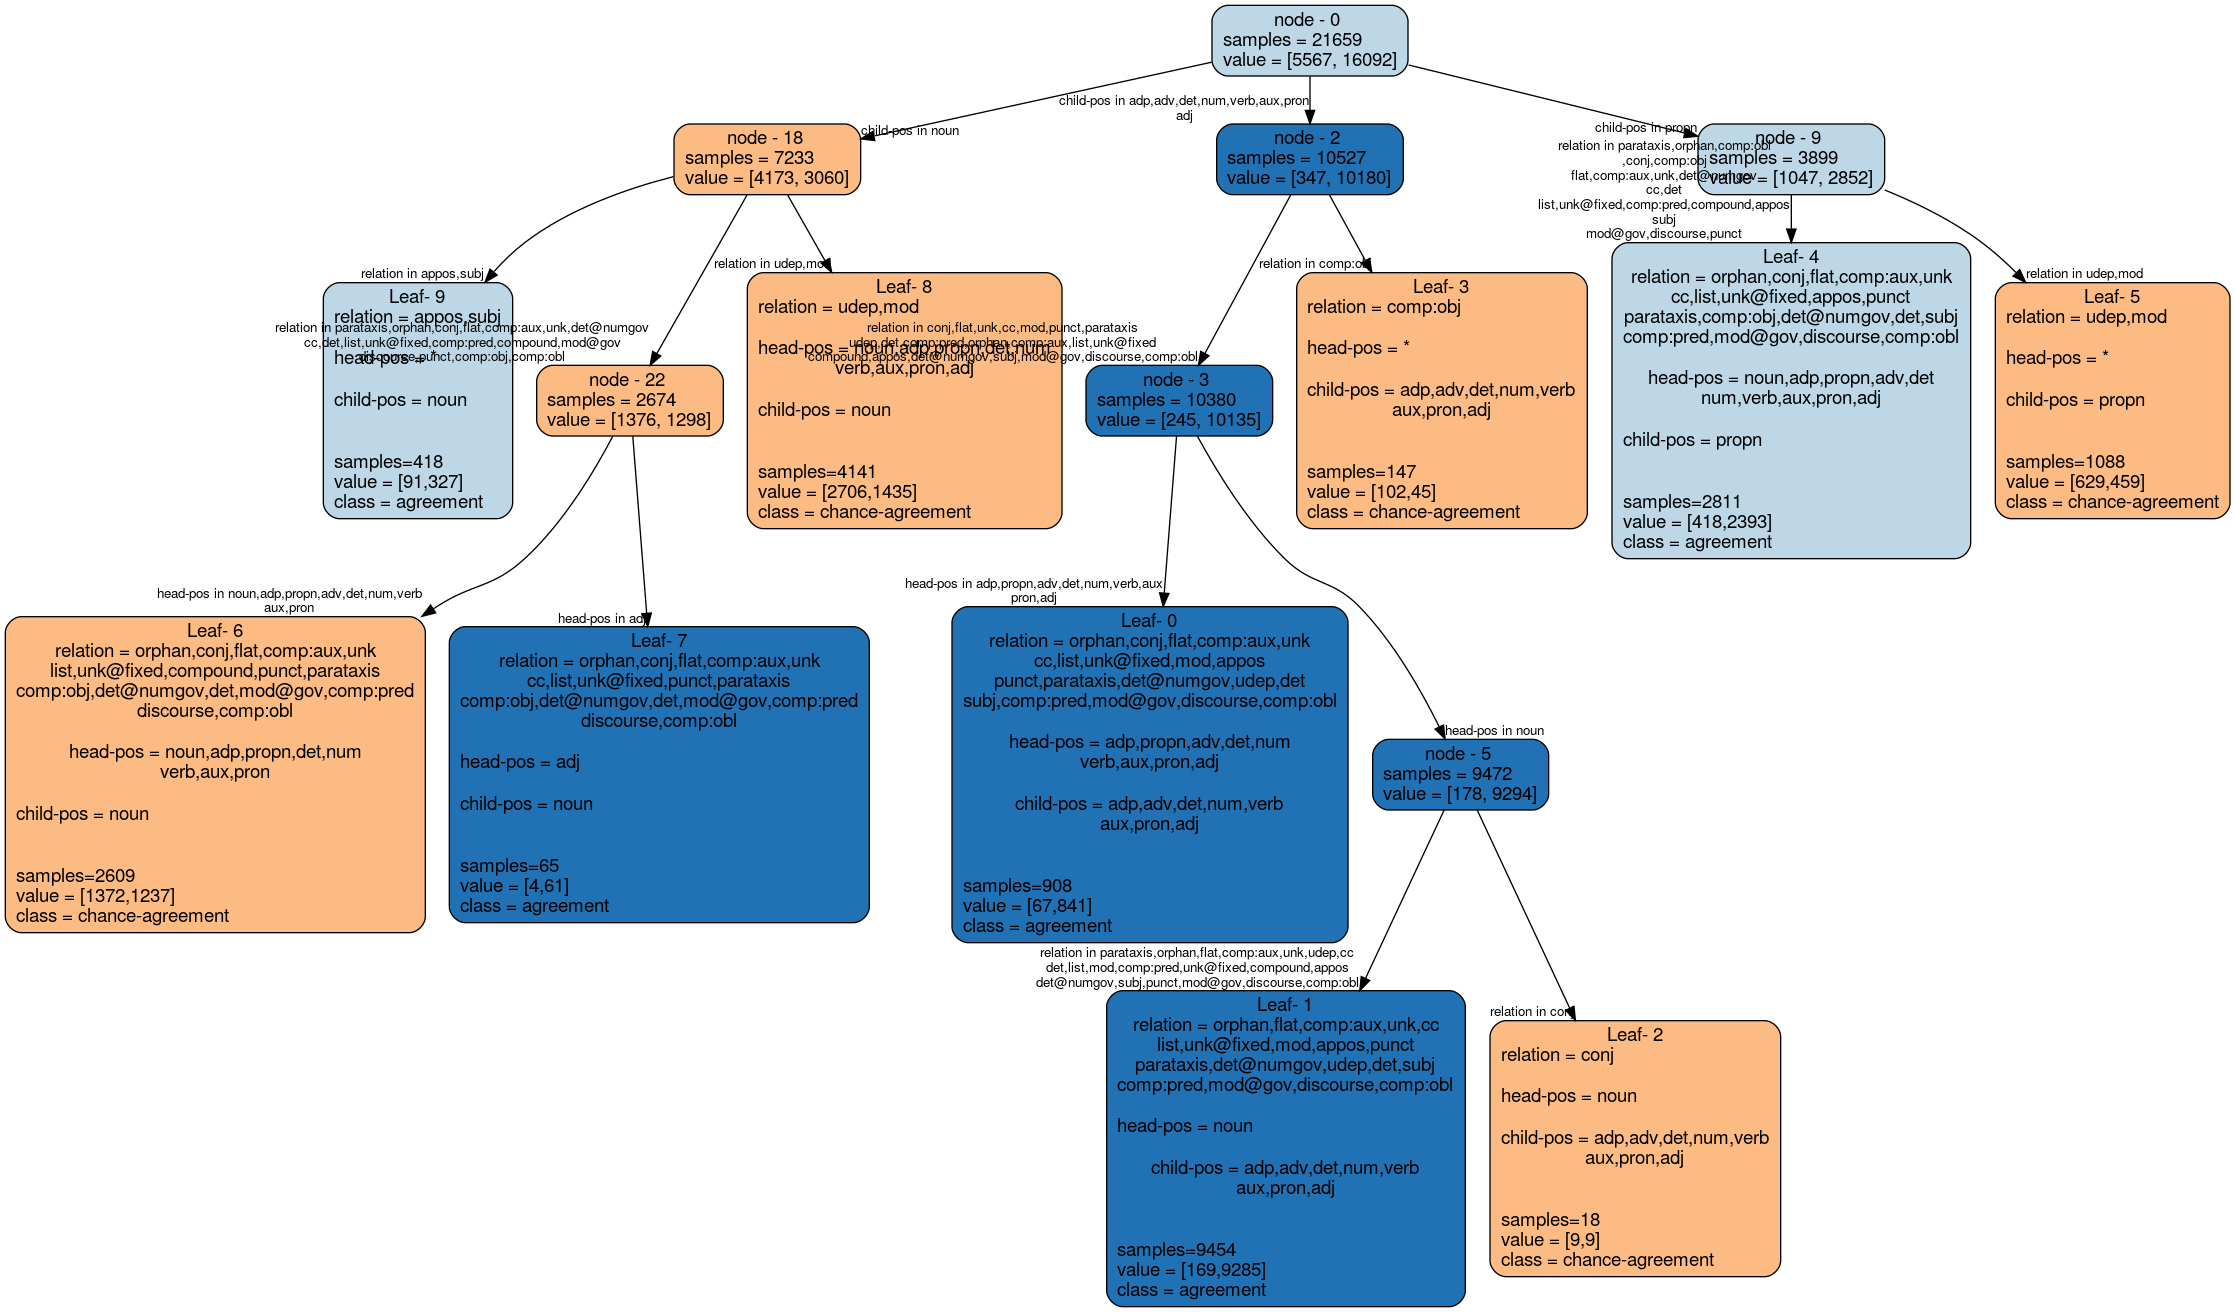 node - 0
samples = 21659
value = [5567, 16092]
child-pos in adp,adv,det,num,verb,aux,pron
adj
child-pos in noun
child-pos in propn
node - 18
samples = 7233
value = [4173, 3060]
node - 2
samples = 10527
value = [347, 10180]
node - 9
samples = 3899
value = [1047, 2852]
relation in parataxis,orphan,comp:obl
,conj,comp:obj
flat,comp:aux,unk,det@numgov
cc,det
list,unk@fixed,comp:pred,compound,appos
subj
mod@gov,discourse,punct
relation in appos,subj
relation in udep,mod
relation in comp:obj
relation in udep,mod
Leaf- 9
relation = appos,subj
head-pos = *
child-pos = noun
samples=418
value = [91,327]
class = agreement
relation in parataxis,orphan,conj,flat,comp:aux,unk,det@numgov
cc,det,list,unk@fixed,comp:pred,compound,mod@gov
discourse,punct,comp:obj,comp:obl
node - 22
samples = 2674
value = [1376, 1298]
Leaf- 8
relation = udep,mod
head-pos = noun,adp,propn,det,num
verb,aux,pron,adj
child-pos = noun
samples=4141
value = [2706,1435]
class = chance-agreement
relation in conj,flat,unk,cc,mod,punct,parataxis
udep,det,comp:pred,orphan,comp:aux,list,unk@fixed
compound,appos,det@numgov,subj,mod@gov,discourse,comp:obl
node - 3
samples = 10380
value = [245, 10135]
Leaf- 3
relation = comp:obj
head-pos = *
child-pos = adp,adv,det,num,verb
aux,pron,adj
samples=147
value = [102,45]
class = chance-agreement
Leaf- 4
relation = orphan,conj,flat,comp:aux,unk
cc,list,unk@fixed,appos,punct
parataxis,comp:obj,det@numgov,det,subj
comp:pred,mod@gov,discourse,comp:obl
head-pos = noun,adp,propn,adv,det
num,verb,aux,pron,adj
child-pos = propn
samples=2811
value = [418,2393]
class = agreement
Leaf- 5
relation = udep,mod
head-pos = *
child-pos = propn
samples=1088
value = [629,459]
class = chance-agreement
head-pos in noun,adp,propn,adv,det,num,verb
aux,pron
head-pos in adj
head-pos in adp,propn,adv,det,num,verb,aux
pron,adj
head-pos in noun
Leaf- 6
relation = orphan,conj,flat,comp:aux,unk
list,unk@fixed,compound,punct,parataxis
comp:obj,det@numgov,det,mod@gov,comp:pred
discourse,comp:obl
head-pos = noun,adp,propn,det,num
verb,aux,pron
child-pos = noun
samples=2609
value = [1372,1237]
class = chance-agreement
Leaf- 7
relation = orphan,conj,flat,comp:aux,unk
cc,list,unk@fixed,punct,parataxis
comp:obj,det@numgov,det,mod@gov,comp:pred
discourse,comp:obl
head-pos = adj
child-pos = noun
samples=65
value = [4,61]
class = agreement
Leaf- 0
relation = orphan,conj,flat,comp:aux,unk
cc,list,unk@fixed,mod,appos
punct,parataxis,det@numgov,udep,det
subj,comp:pred,mod@gov,discourse,comp:obl
head-pos = adp,propn,adv,det,num
verb,aux,pron,adj
child-pos = adp,adv,det,num,verb
aux,pron,adj
samples=908
value = [67,841]
class = agreement
node - 5
samples = 9472
value = [178, 9294]
relation in parataxis,orphan,flat,comp:aux,unk,udep,cc
det,list,mod,comp:pred,unk@fixed,compound,appos
det@numgov,subj,punct,mod@gov,discourse,comp:obl
relation in conj
Leaf- 1
relation = orphan,flat,comp:aux,unk,cc
list,unk@fixed,mod,appos,punct
parataxis,det@numgov,udep,det,subj
comp:pred,mod@gov,discourse,comp:obl
head-pos = noun
child-pos = adp,adv,det,num,verb
aux,pron,adj
samples=9454
value = [169,9285]
class = agreement
Leaf- 2
relation = conj
head-pos = noun
child-pos = adp,adv,det,num,verb
aux,pron,adj
samples=18
value = [9,9]
class = chance-agreement